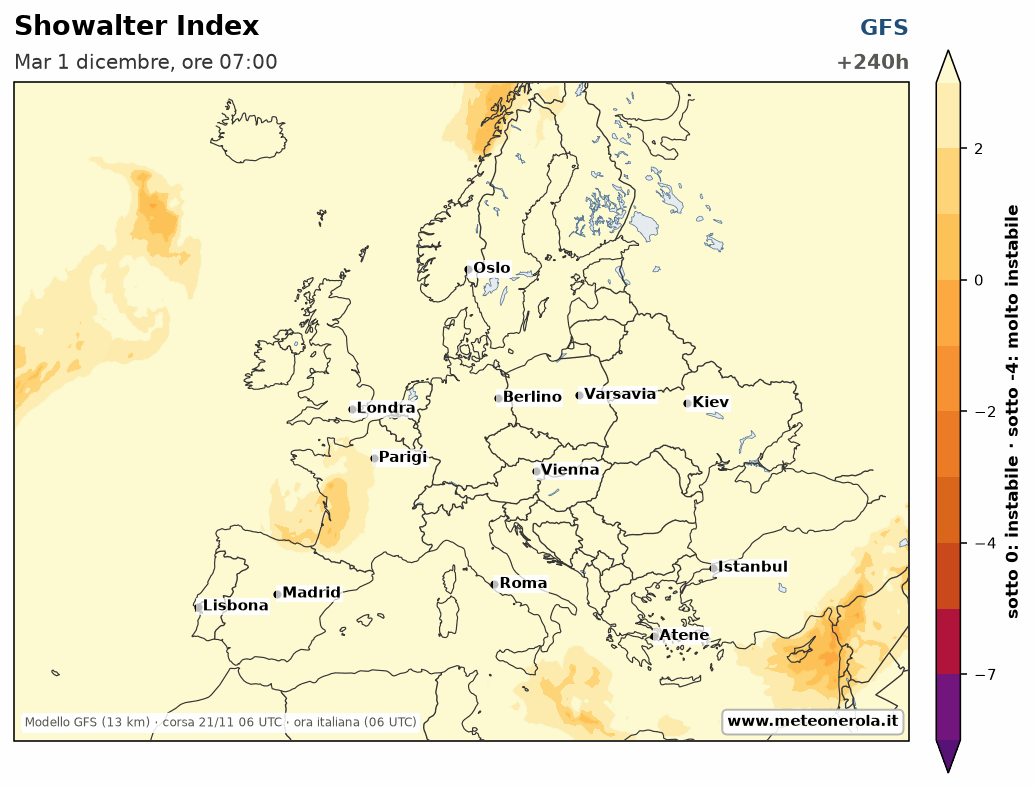 Showalter Index
GFS
Mar 1 dicembre, ore 07:00
+240h
Oslo
Londra
Berlino
Varsavia
Kiev
Parigi
Vienna
Istanbul
Roma
Madrid
Lisbona
Atene
Modello GFS (13 km) · corsa 21/11 06 UTC · ora italiana (06 UTC)
www.meteonerola.it
2
0
−2
−4
−7
sotto 0: instabile · sotto -4: molto instabile